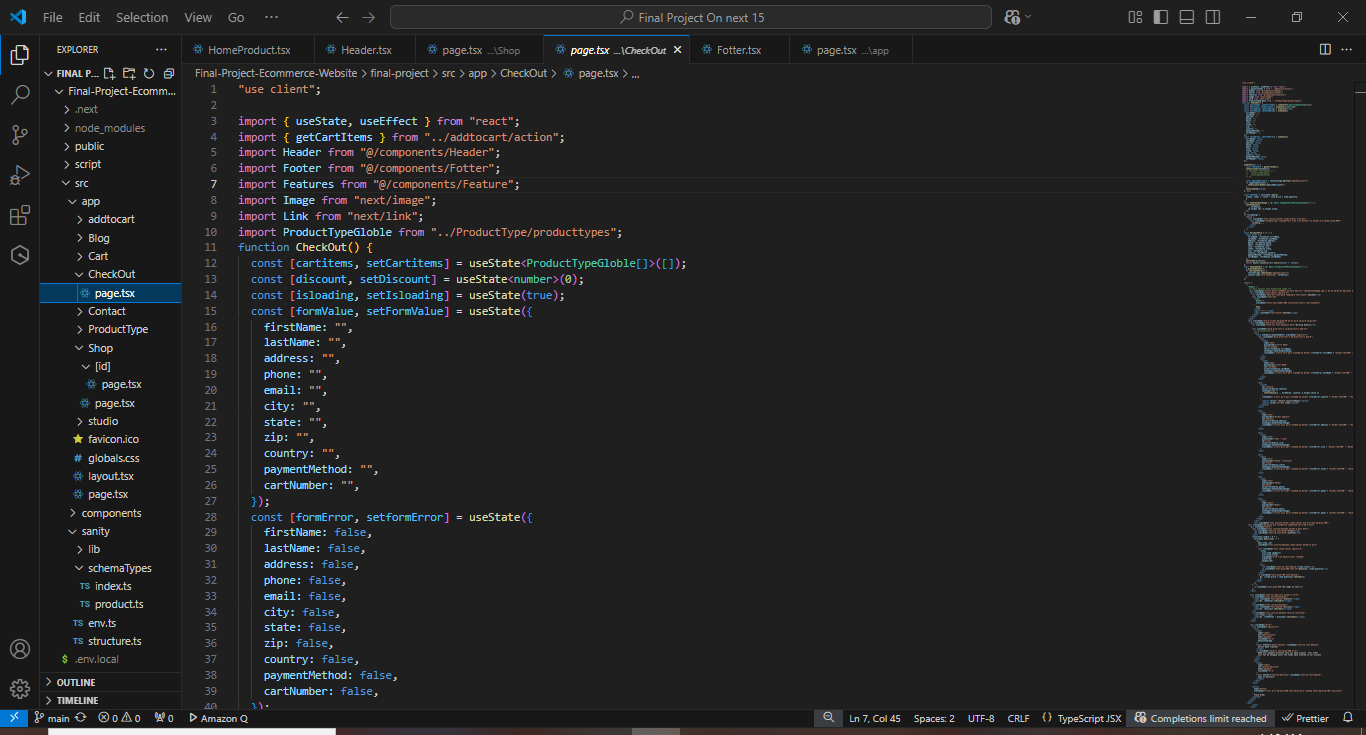 File Edit Selection View Go ···
Final Project On next 15
EXPLORER ···
HomeProduct.tsx
Header.tsx
page.tsx ...\Shop
page.tsx ...\CheckOut
Fotter.tsx
page.tsx ...\app
Final-Project-Ecommerce-Website > final-project > src > app > CheckOut > page.tsx > ...
FINAL P...
Final-Project-Ecomm...
.next
node_modules
public
script
src
app
addtocart
Blog
Cart
CheckOut
page.tsx
Contact
ProductType
Shop
[id]
page.tsx
page.tsx
studio
favicon.ico
# globals.css
layout.tsx
page.tsx
components
sanity
lib
schemaTypes
TS index.ts
TS product.ts
TS env.ts
TS structure.ts
$ .env.local
OUTLINE
TIMELINE
1 "use client";
2
3 import { useState, useEffect } from "react";
4 import { getCartItems } from "../addtocart/action";
5 import Header from "@/components/Header";
6 import Footer from "@/components/Fotter";
7 import Features from "@/components/Feature";
8 import Image from "next/image";
9 import Link from "next/link";
10 import ProductTypeGloble from "../ProductType/producttypes";
11 function CheckOut() {
12 const [cartitems, setCartitems] = useState<ProductTypeGloble[]>([]);
13 const [discount, setDiscount] = useState<number>(0);
14 const [isloading, setIsloading] = useState(true);
15 const [formValue, setFormValue] = useState({
16 firstName: "",
17 lastName: "",
18 address: "",
19 phone: "",
20 email: "",
21 city: "",
22 state: "",
23 zip: "",
24 country: "",
25 paymentMethod: "",
26 cartNumber: "",
27 });
28 const [formError, setformError] = useState({
29 firstName: false,
30 lastName: false,
31 address: false,
32 phone: false,
33 email: false,
34 city: false,
35 state: false,
36 zip: false,
37 country: false,
38 paymentMethod: false,
39 cartNumber: false,
40 });
main 0 0 0 Amazon Q Ln 7, Col 45 Spaces: 2 UTF-8 CRLF {} TypeScript JSX Completions limit reached Prettier